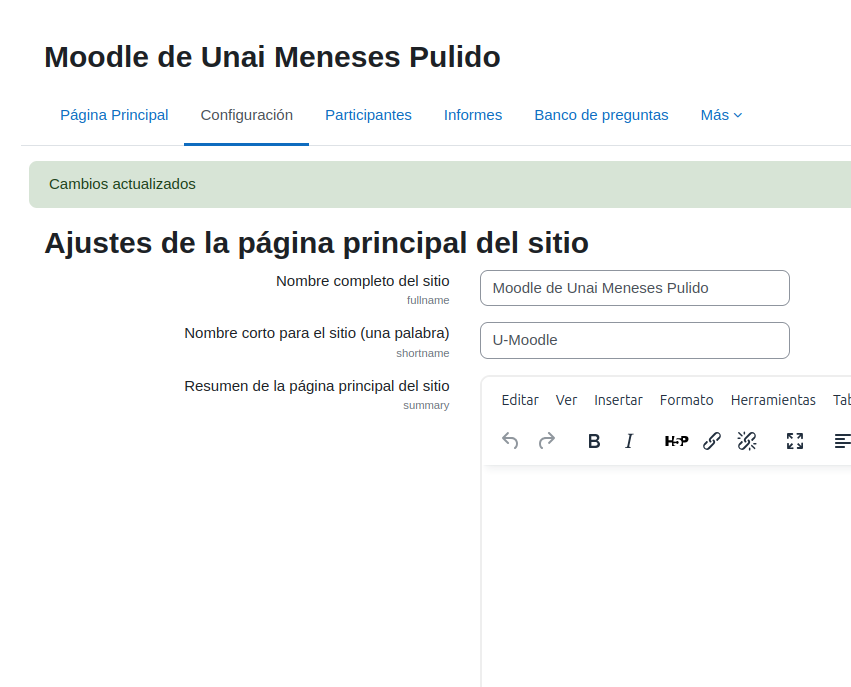 Moodle de Unai Meneses Pulido
Página Principal Configuración Participantes Informes Banco de preguntas Más
Cambios actualizados
Ajustes de la página principal del sitio
Nombre completo del sitio
fullname
Moodle de Unai Meneses Pulido
Nombre corto para el sitio (una palabra)
shortname
U-Moodle
Resumen de la página principal del sitio
summary
Editar Ver Insertar Formato Herramientas
B I H5P